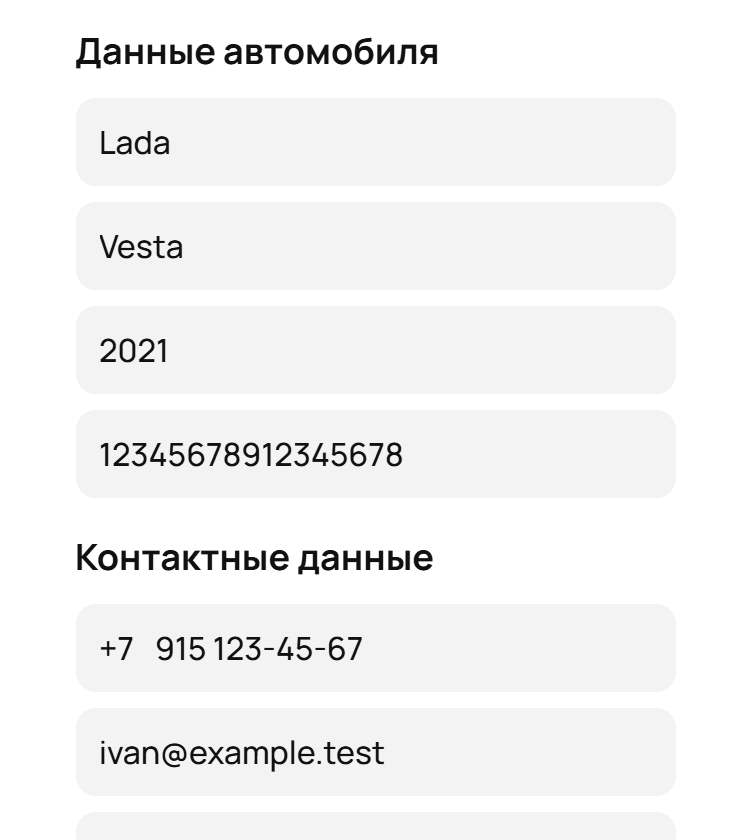 Данные автомобиля
Lada
Vesta
2021
12345678912345678
Контактные данные
+7 915 123-45-67
ivan@example.test